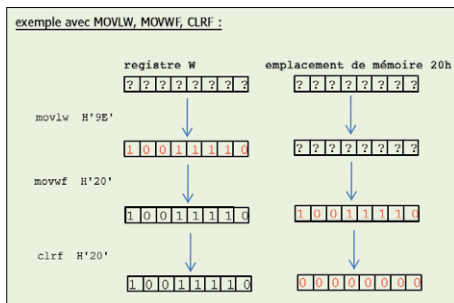 exemple avec MOVLW, MOVWF, CLRF :
registre W emplacement de mémoire 20h
? ? ? ? ? ? ? ? ? ? ? ? ? ? ? ?
movlw H'9E'
1 0 0 1 1 1 1 0 ? ? ? ? ? ? ? ?
movwf H'20'
1 0 0 1 1 1 1 0 1 0 0 1 1 1 1 0
clrf H'20'
1 0 0 1 1 1 1 0 0 0 0 0 0 0 0 0